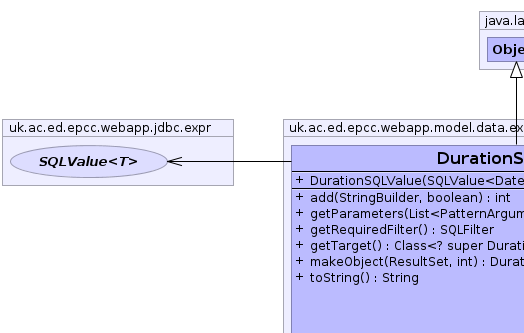 java.la
Obje
uk.ac.ed.epcc.webapp.jdbc.expr
SQLValue<T>
uk.ac.ed.epcc.webapp.model.data.ex
DurationS
+ DurationSQLValue(SQLValue<Date
+ add(StringBuilder, boolean) : int
+ getParameters(List<PatternArgum
+ getRequiredFilter() : SQLFilter
+ getTarget() : Class<? super Durati
+ makeObject(ResultSet, int) : Durat
+ toString() : String